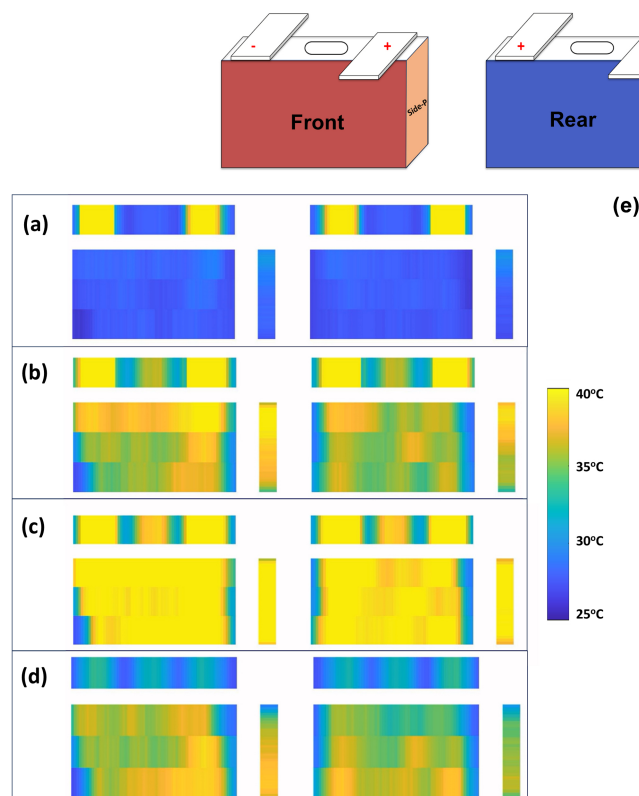 - +
Front
Side-P
+
Rear
(a)
(e)
(b)
40ºC
35ºC
(c)
30ºC
25ºC
(d)